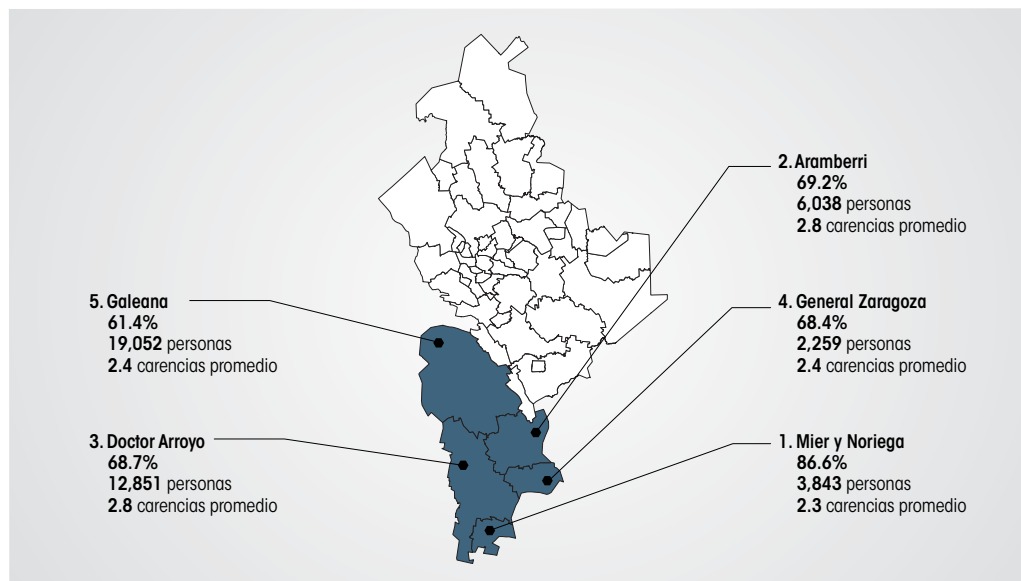 2. Aramberri
69.2%
6,038 personas
2.8 carencias promedio
5. Galeana
61.4%
19,052 personas
2.4 carencias promedio
4. General Zaragoza
68.4%
2,259 personas
2.4 carencias promedio
3. Doctor Arroyo
68.7%
12,851 personas
2.8 carencias promedio
1. Mier y Noriega
86.6%
3,843 personas
2.3 carencias promedio